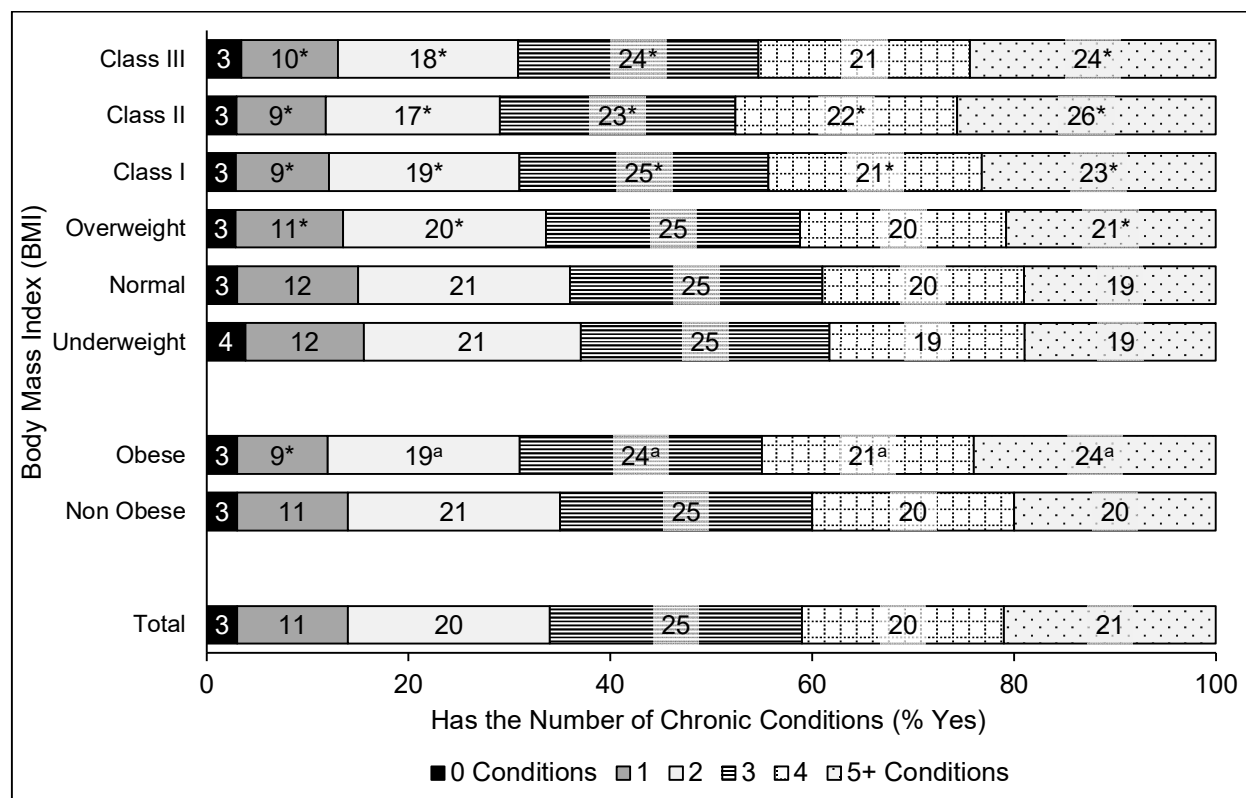 Body Mass Index (BMI)
Class III 3 10* 18* 24* 21 24*
Class II 3 9* 17* 23* 22* 26*
Class I 3 9* 19* 25* 21* 23*
Overweight 3 11* 20* 25 20 21*
Normal 3 12 21 25 20 19
Underweight 4 12 21 25 19 19
Obese 3 9* 19ᵃ 24ᵃ 21ᵃ 24ᵃ
Non Obese 3 11 21 25 20 20
Total 3 11 20 25 20 21
0 20 40 60 80 100
Has the Number of Chronic Conditions (% Yes)
0 Conditions 1 2 3 4 5+ Conditions